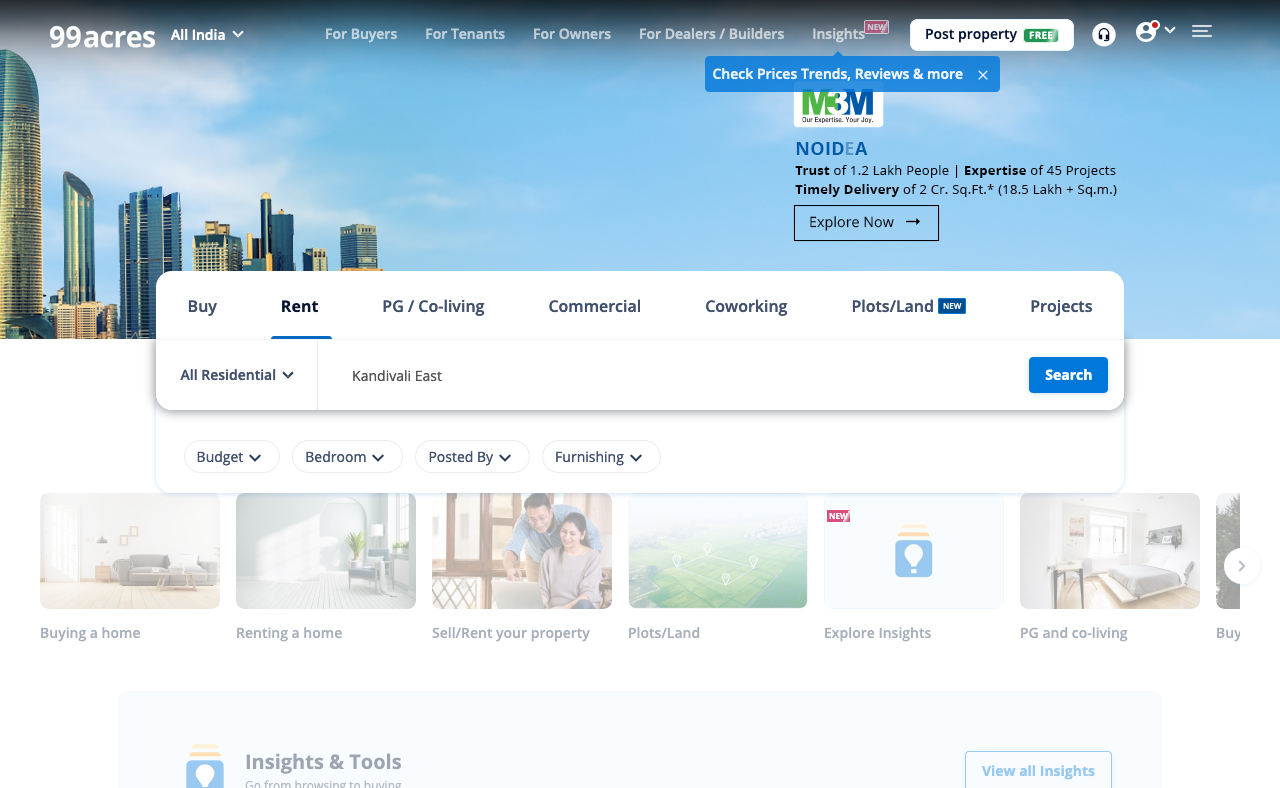 99acres
All India
For Buyers
For Tenants
For Owners
For Dealers / Builders
Insights
NEW
Post property FREE
Check Prices Trends, Reviews & more
M3M
Our Expertise. Your Joy.
NOIDEA
Trust of 1.2 Lakh People | Expertise of 45 Projects
Timely Delivery of 2 Cr. Sq.Ft.* (18.5 Lakh + Sq.m.)
Explore Now
Buy
Rent
PG / Co-living
Commercial
Coworking
Plots/Land NEW
Projects
All Residential
Kandivali East
Search
Budget
Bedroom
Posted By
Furnishing
NEW
Buying a home
Renting a home
Sell/Rent your property
Plots/Land
Explore Insights
PG and co-living
Buy
Insights & Tools
View all Insights
Go from browsing to buying